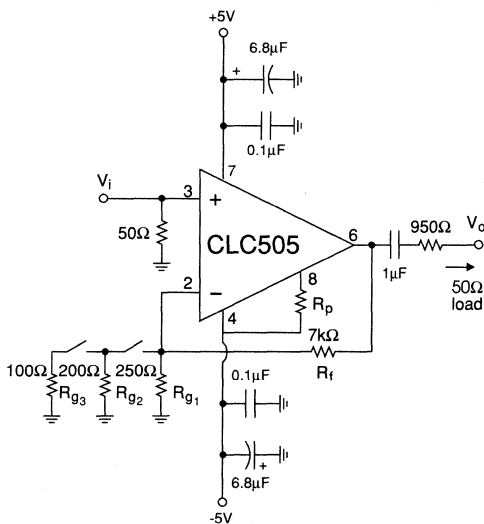 +5V
+
6.8µF
0.1µF
7
Vi
3
+
50Ω
CLC505
6
950Ω
Vo
1µF
50Ω
load
2
−
8
Rp
4
7kΩ
Rf
100Ω
200Ω
250Ω
Rg3
Rg2
Rg1
0.1µF
+
6.8µF
-5V